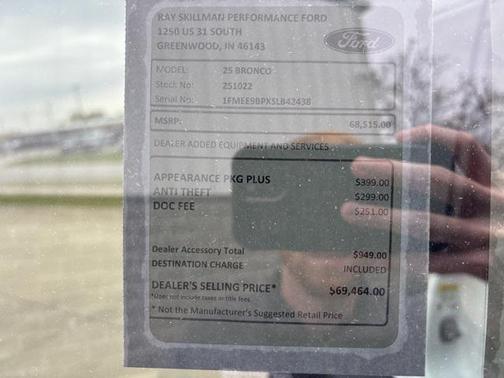 RAY SKILLMAN PERFORMANCE FORD
1250 US 31 SOUTH
GREENWOOD, IN 46143
Ford
MODEL: 25 BRONCO
Stock No: 251022
Serial No: 1FMEE9BPXSLB42438
MSRP: 68,515.00
DEALER ADDED EQUIPMENT AND SERVICES
APPEARANCE PKG PLUS $399.00
ANTI THEFT $299.00
DOC FEE $251.00
Dealer Accessory Total $949.00
DESTINATION CHARGE INCLUDED
DEALER'S SELLING PRICE* $69,464.00
*Does not include taxes or title fees
* Not the Manufacturer's Suggested Retail Price